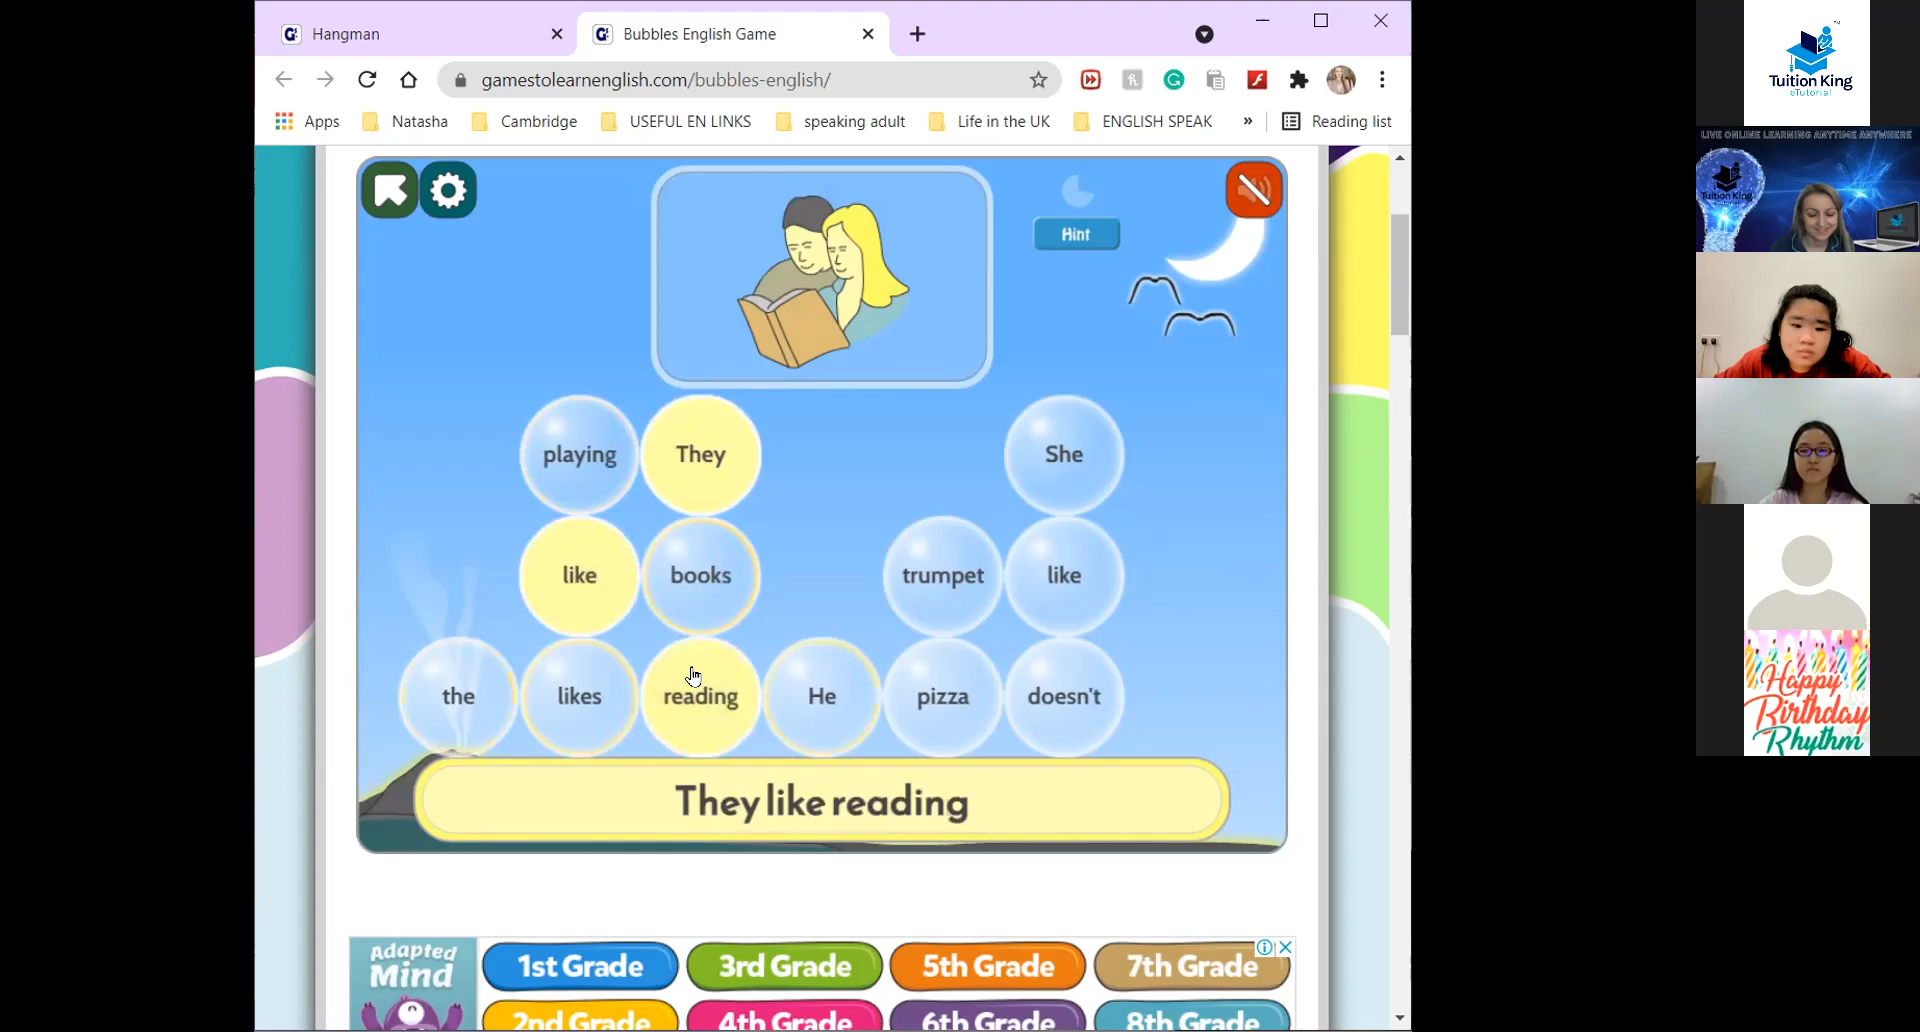 Hangman
Bubbles English Game
gamestolearnenglish.com/bubbles-english/
Apps
Natasha
Cambridge
USEFUL EN LINKS
speaking adult
Life in the UK
ENGLISH SPEAK
»
Reading list
Hint
playing
They
She
like
books
trumpet
like
the
likes
reading
He
pizza
doesn't
They like reading
Adapted
Mind
1st Grade
3rd Grade
5th Grade
7th Grade
2nd Grade
4th Grade
6th Grade
8th Grade
Tuition King
eTutorial
LIVE ONLINE LEARNING ANYTIME ANYWHERE
Tuition King
Happy
Birthday
Rhythm